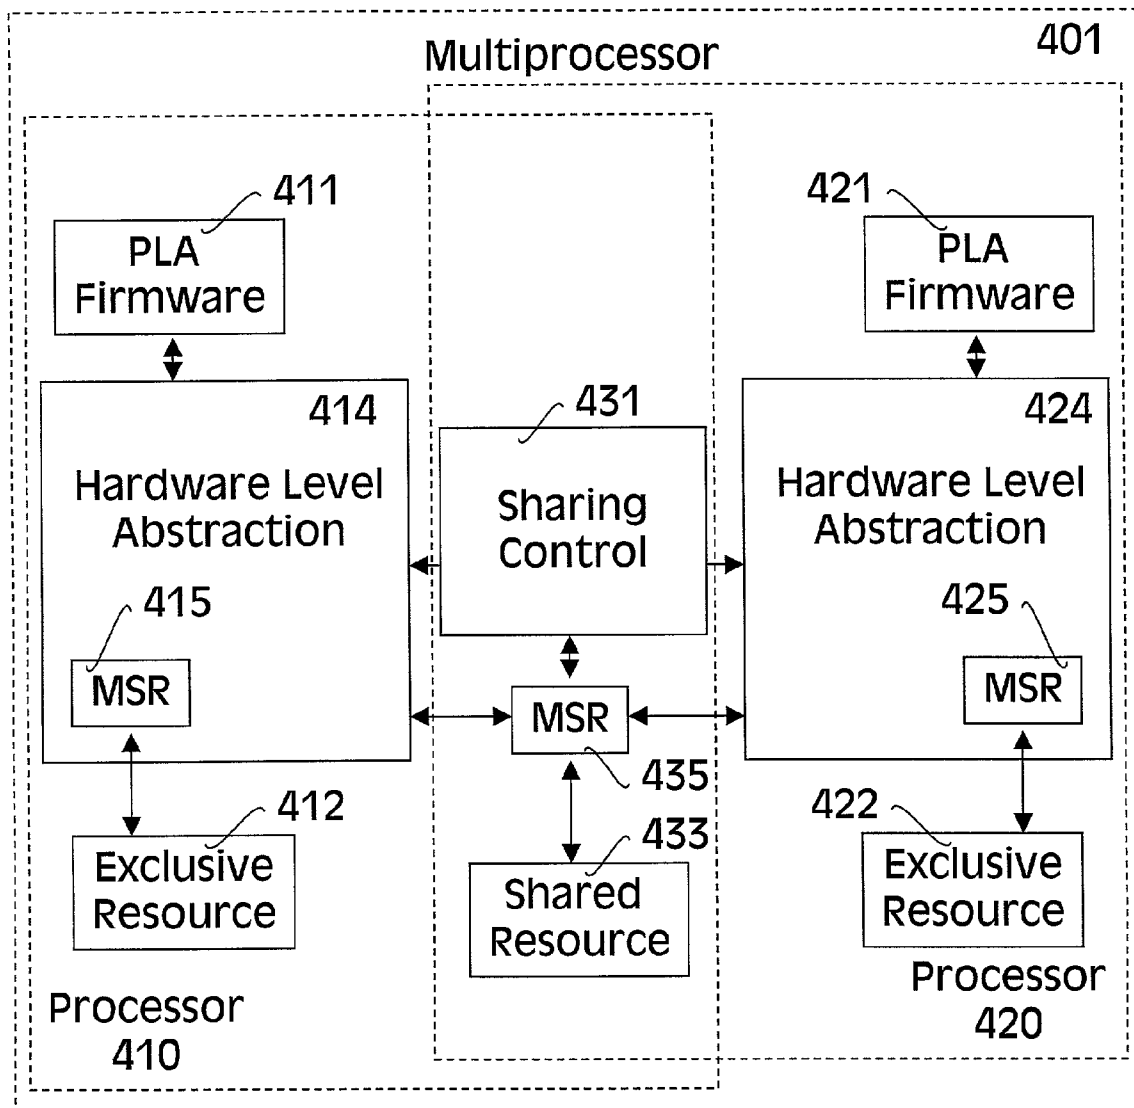 401
Multiprocessor
411
PLA
Firmware
421
PLA
Firmware
414
Hardware Level
Abstraction
415
MSR
431
Sharing
Control
424
Hardware Level
Abstraction
425
MSR
MSR
435
412
Exclusive
Resource
433
Shared
Resource
422
Exclusive
Resource
Processor
410
Processor
420